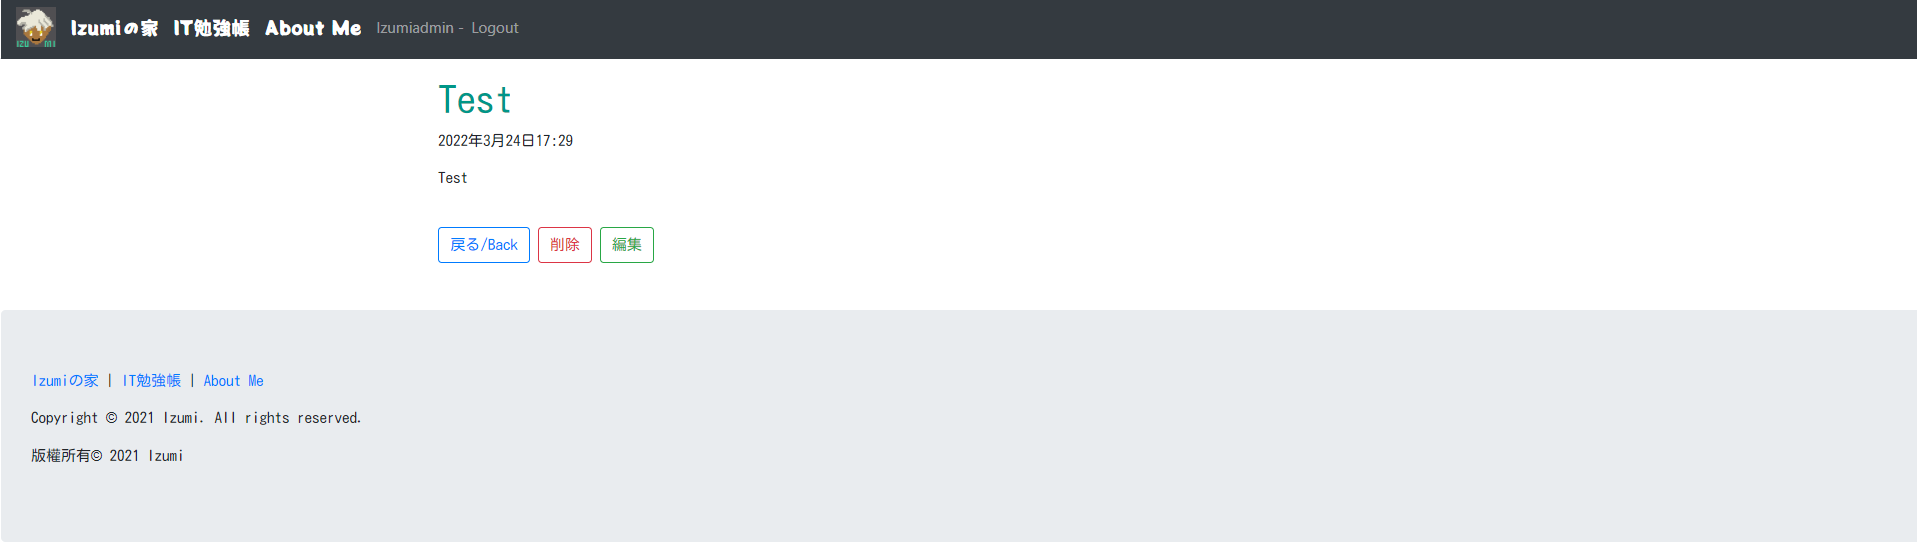 IZU MI Izumiの家 IT勉強帳 About Me Izumiadmin - Logout
Test
2022年3月24日17:29
Test
戻る/Back 削除 編集
Izumiの家 | IT勉強帳 | About Me
Copyright © 2021 Izumi. All rights reserved.
版權所有© 2021 Izumi